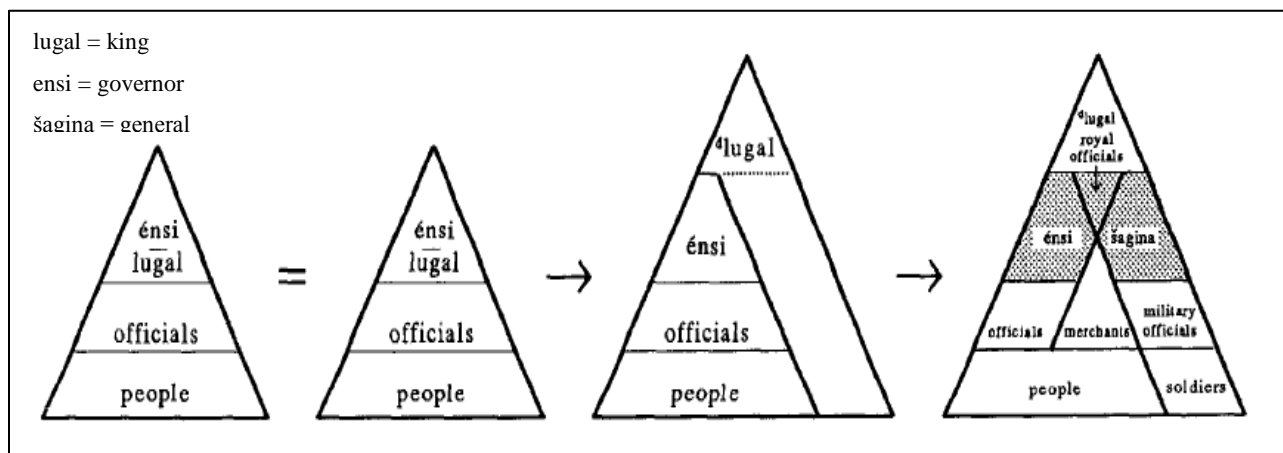 lugal = king
ensi = governor
šagina = general
énsi
lugal
officials
people
=
énsi
lugal
officials
people
→
ᵈlugal
énsi
officials
people
→
ᵈlugal
royal
officials
énsi
šagina
officials
merchants
military
officials
people
soldiers